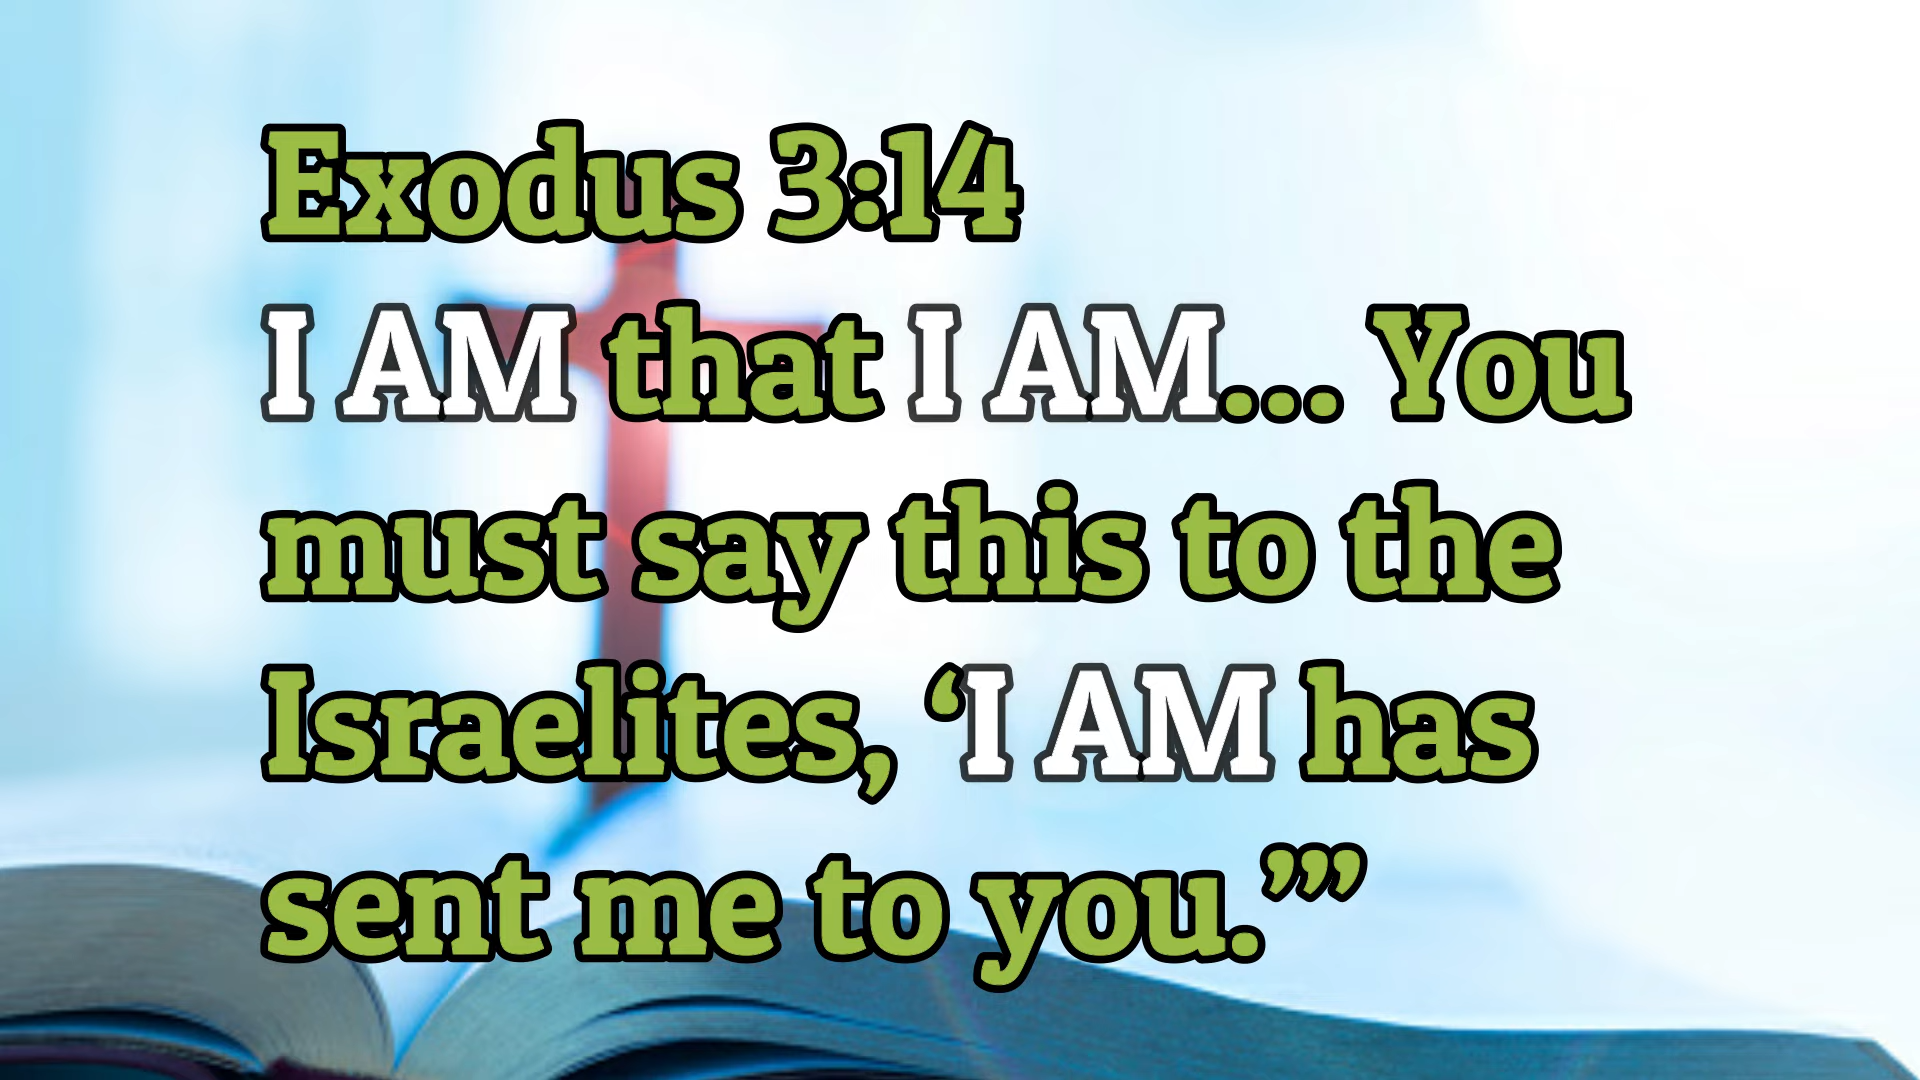 Exodus 3:14
I AM that I AM... You
must say this to the
Israelites, ‘I AM has
sent me to you.’”